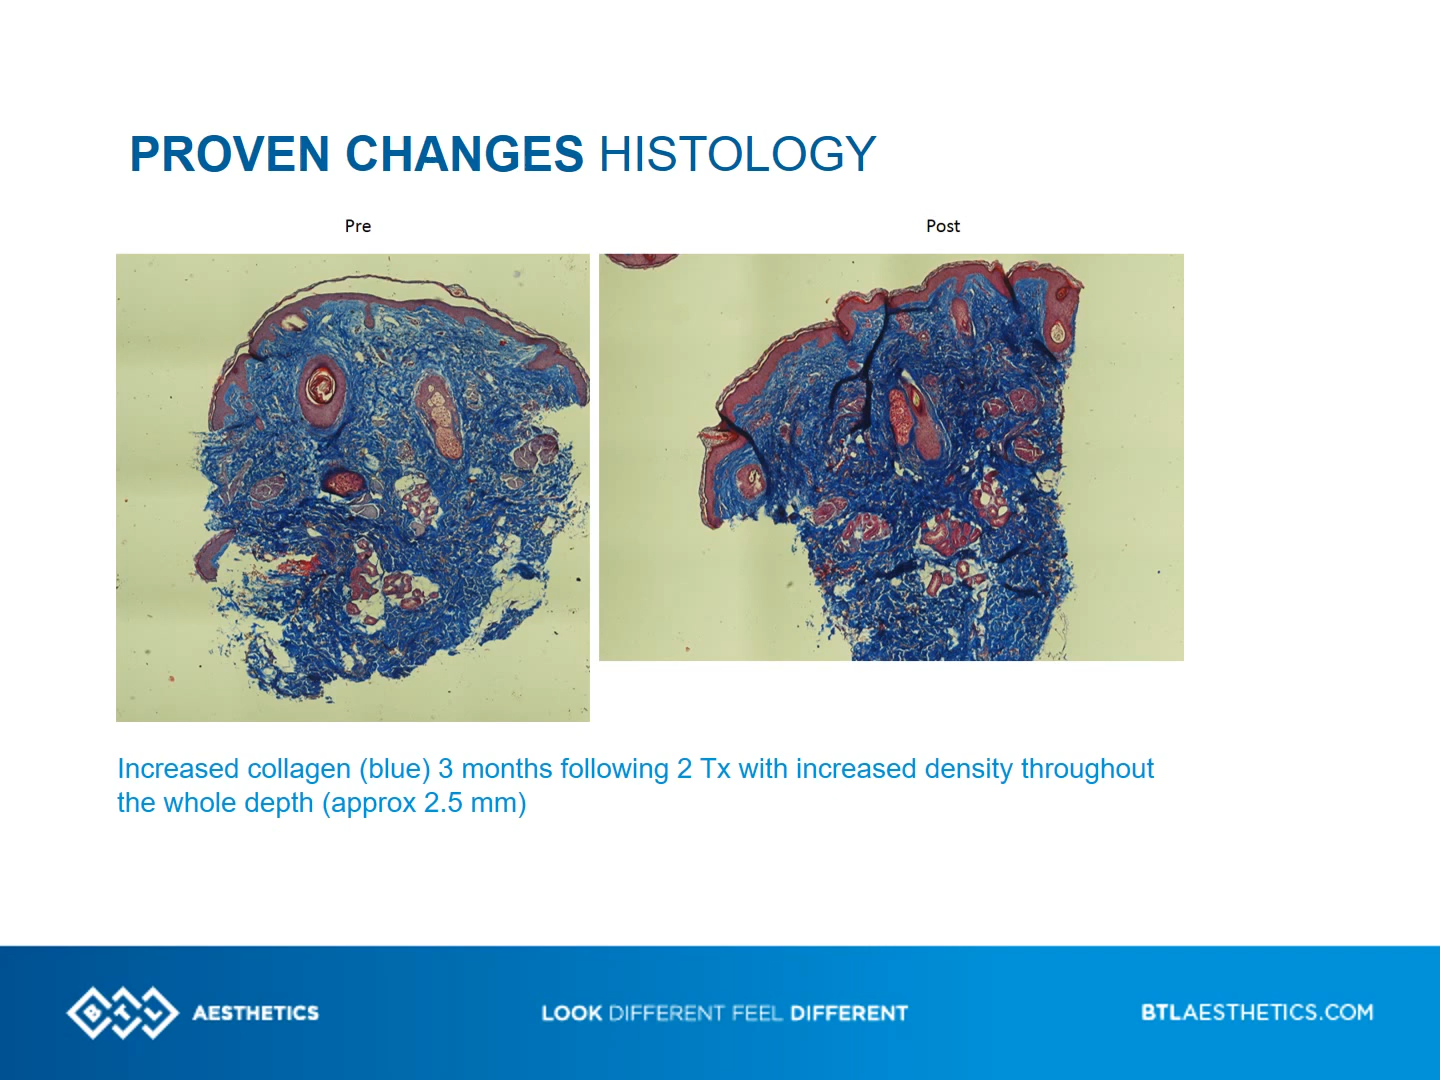 PROVEN CHANGES HISTOLOGY
Pre
Post
Increased collagen (blue) 3 months following 2 Tx with increased density throughout
the whole depth (approx 2.5 mm)
BTL AESTHETICS
LOOK DIFFERENT FEEL DIFFERENT
BTLAESTHETICS.COM